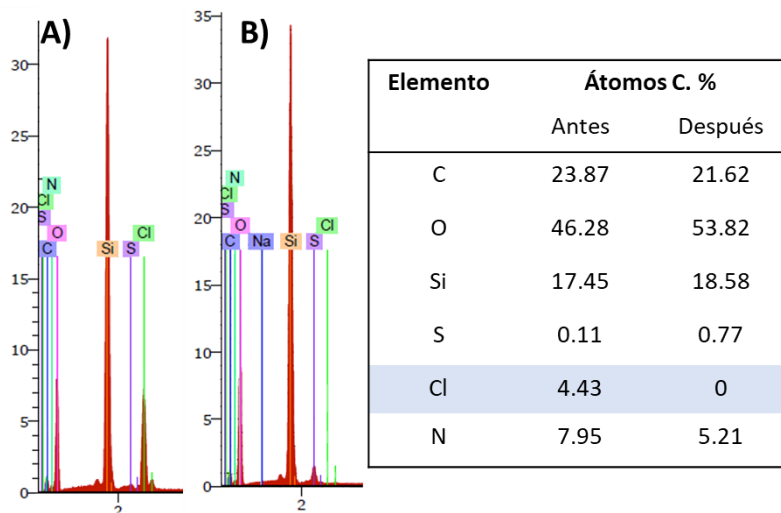 A)
30
25
20
15
10
5
0
N
Cl
S
C
O
Si
S
Cl
2
B)
35
30
25
20
15
10
5
0
N
Cl
S
C
O
Na
Si
S
Cl
2
Elemento Átomos C. %
Antes Después
C 23.87 21.62
O 46.28 53.82
Si 17.45 18.58
S 0.11 0.77
Cl 4.43 0
N 7.95 5.21